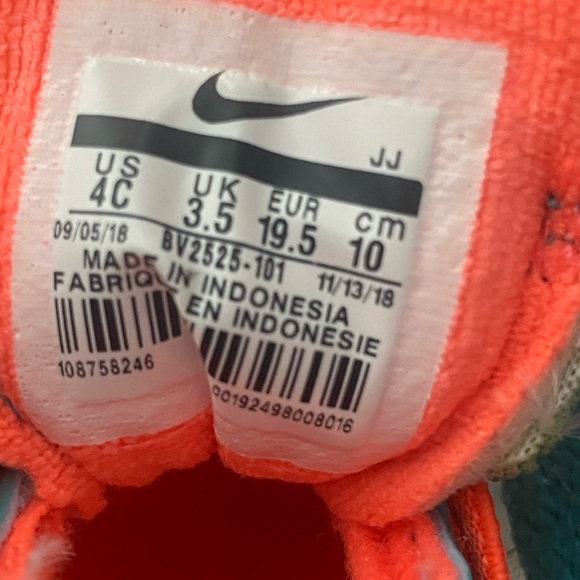 JJ
US UK EUR cm
4C 3.5 19.5 10
09/05/18 BV2525-101 11/13/18
MADE IN INDONESIA
FABRIQ EN INDONESIE
108758246
00192498008016